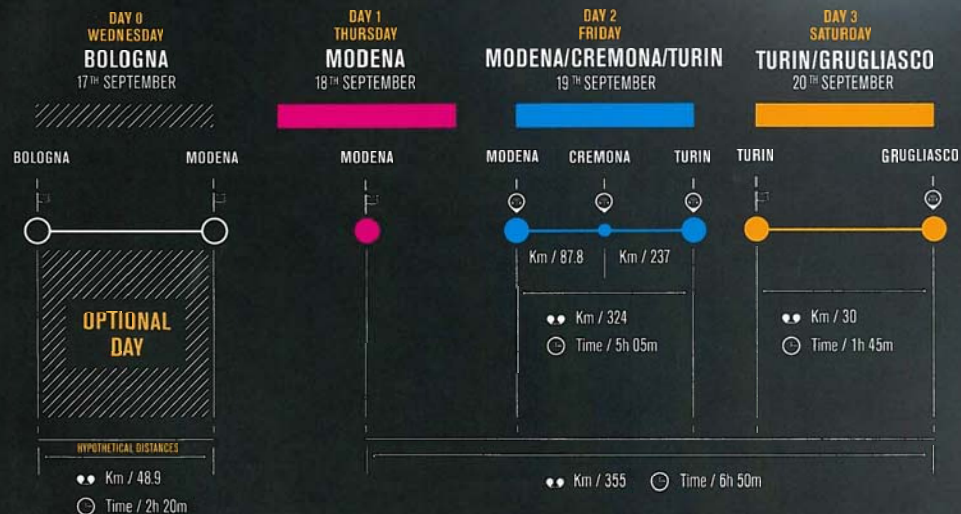 DAY 0
WEDNESDAY
BOLOGNA
17TH SEPTEMBER
BOLOGNA
MODENA
OPTIONAL
DAY
HYPOTHETICAL DISTANCES
Km / 48.9
Time / 2h 20m
DAY 1
THURSDAY
MODENA
18TH SEPTEMBER
MODENA
DAY 2
FRIDAY
MODENA/CREMONA/TURIN
19TH SEPTEMBER
MODENA
CREMONA
TURIN
Km / 87.8
Km / 237
Km / 324
Time / 5h 05m
DAY 3
SATURDAY
TURIN/GRUGLIASCO
20TH SEPTEMBER
TURIN
GRUGLIASCO
Km / 30
Time / 1h 45m
Km / 355
Time / 6h 50m